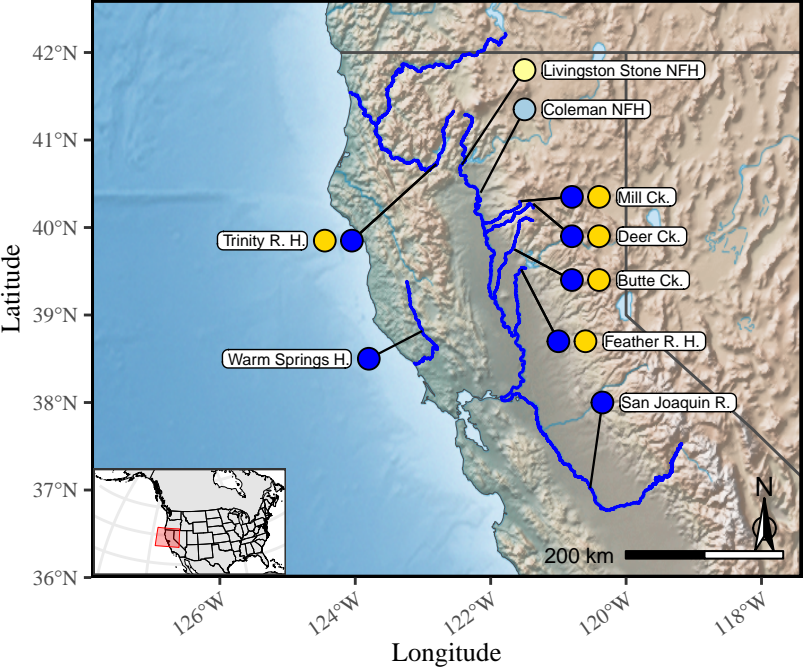 42°N
41°N
40°N
39°N
38°N
37°N
36°N
Latitude
Livingston Stone NFH
Coleman NFH
Mill Ck.
Deer Ck.
Trinity R. H.
Butte Ck.
Feather R. H.
Warm Springs H.
San Joaquin R.
N
200 km
126°W
124°W
122°W
120°W
118°W
Longitude